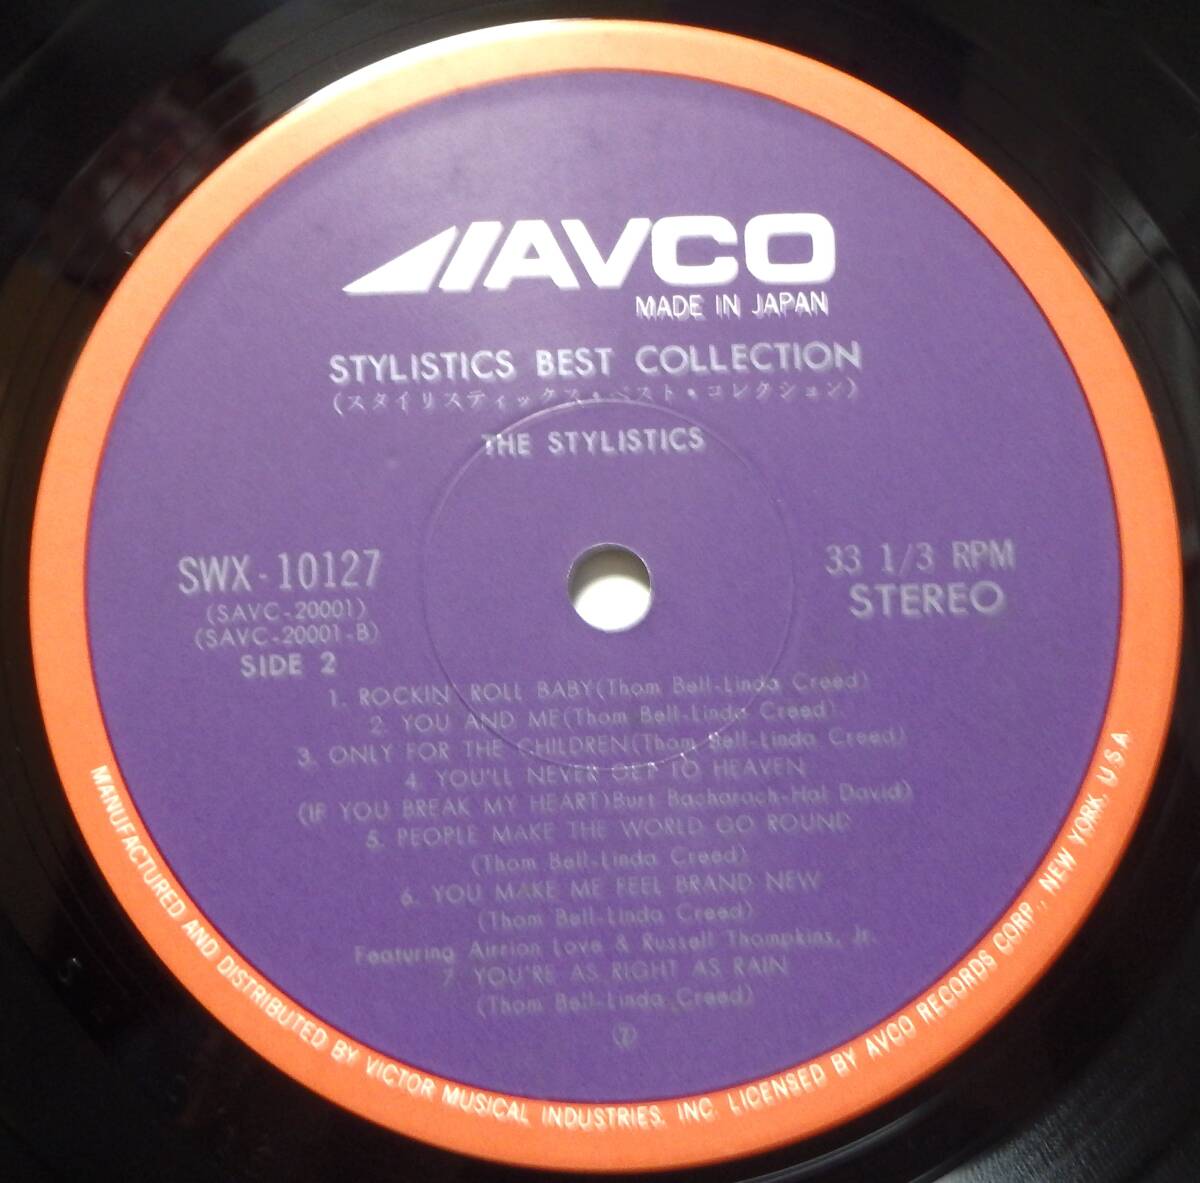 AVCO
MADE IN JAPAN
STYLISTICS BEST COLLECTION
(スタイリスティックス・ベスト・コレクション)
THE STYLISTICS
SWX-10127
(SAVC-20001)
(SAVC-20001-B)
SIDE 2
33 1/3 RPM
STEREO
1. ROCKIN' ROLL BABY(Thom Bell-Linda Creed)
2. YOU AND ME(Thom Bell-Linda Creed)
3. ONLY FOR THE CHILDREN(Thom Bell-Linda Creed)
4. YOU'LL NEVER GET TO HEAVEN
(IF YOU BREAK MY HEART)Burt Bacharach-Hal David)
5. PEOPLE MAKE THE WORLD GO ROUND
(Thom Bell-Linda Creed)
6. YOU MAKE ME FEEL BRAND NEW
(Thom Bell-Linda Creed)
Featuring Airrion Love & Russell Thompkins, Jr.
7. YOU'RE AS RIGHT AS RAIN
(Thom Bell-Linda Creed)
⑦
MANUFACTURED AND DISTRIBUTED BY VICTOR MUSICAL INDUSTRIES, INC. LICENSED BY AVCO RECORDS CORP., NEW YORK, U.S.A.